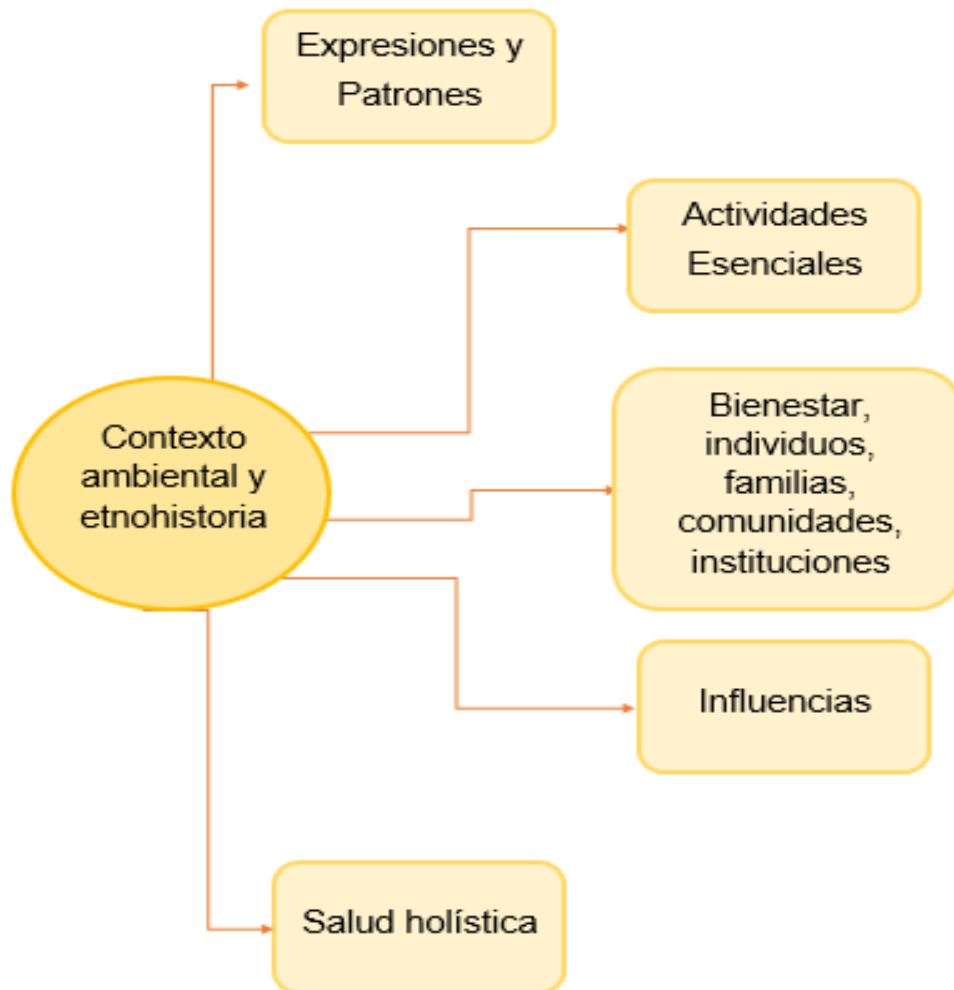 Expresiones y
Patrones
Actividades
Esenciales
Contexto
ambiental y
etnohistoria
Bienestar,
individuos,
familias,
comunidades,
instituciones
Influencias
Salud holística